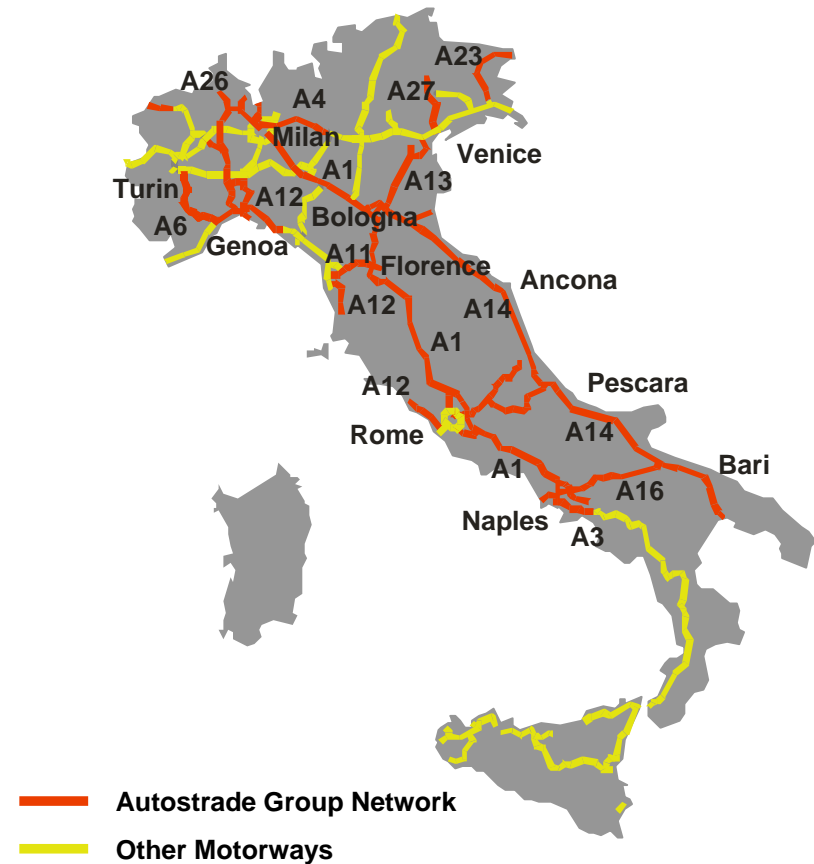 A23
A26
A27
A4
Milan
Venice
A1
A13
Turin
A12
Bologna
A6
Genoa
A11
Florence
Ancona
A12
A14
A1
A12
Pescara
Rome
A14
A1
Bari
A16
Naples
A3
Autostrade Group Network
Other Motorways